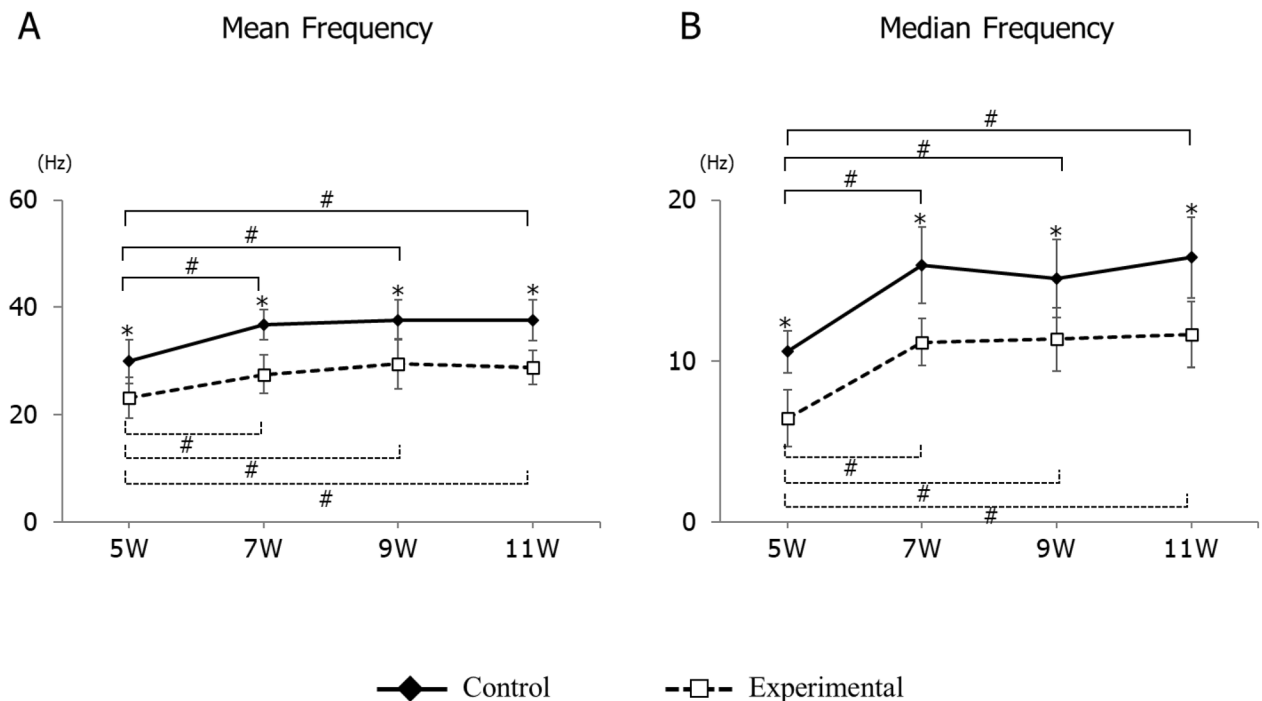 A Mean Frequency
(Hz)
#
60
#
#
40
* * * *
20
#
#
#
0
5W 7W 9W 11W
B Median Frequency
#
(Hz)
#
#
20
* * * *
10
#
#
#
0
5W 7W 9W 11W
Control Experimental